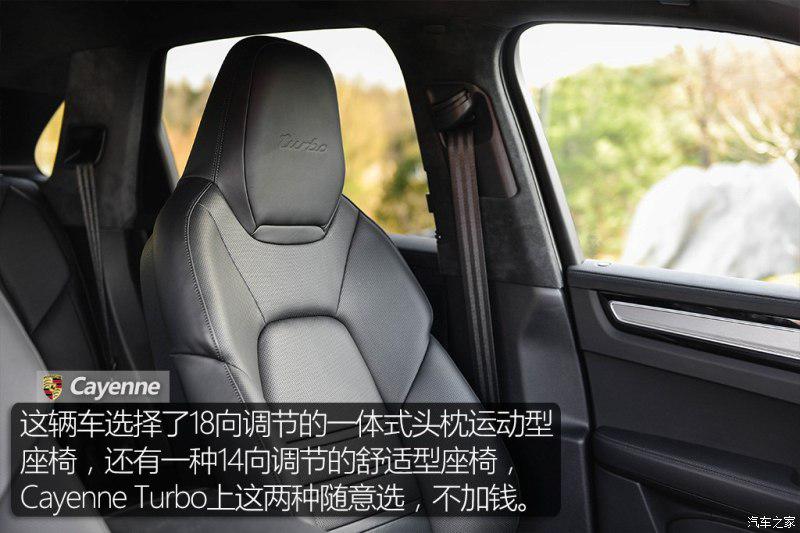 turbo
Cayenne
这辆车选择了18向调节的一体式头枕运动型
座椅，还有一种14向调节的舒适型座椅，
Cayenne Turbo上这两种随意选，不加钱。
汽车之家